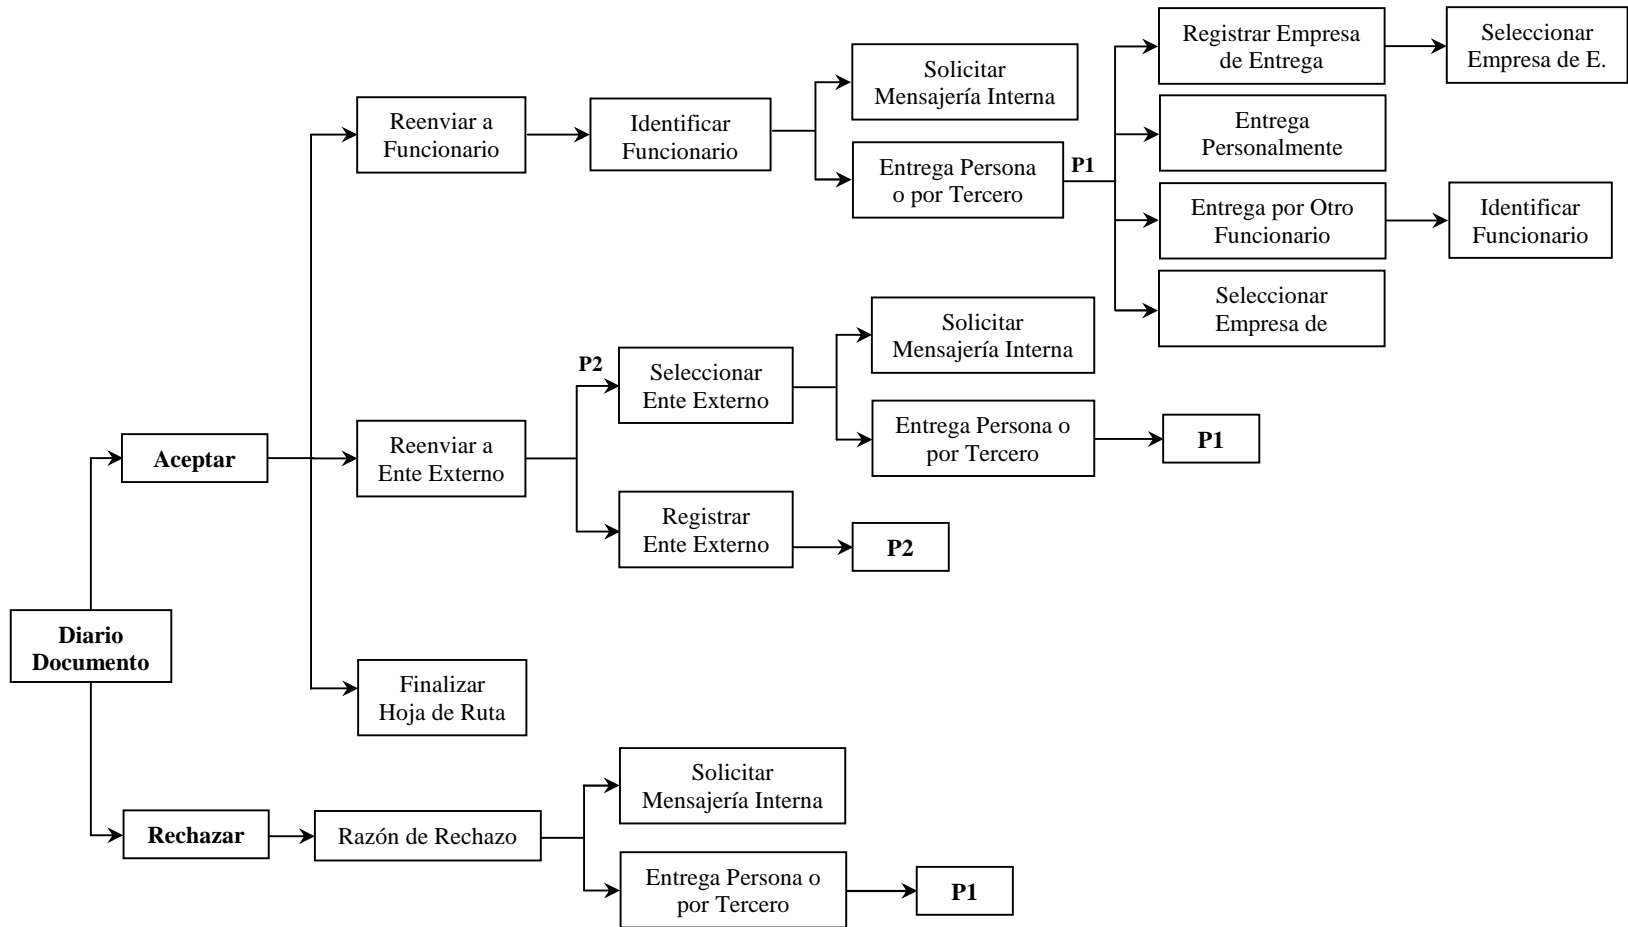 Registrar Empresa
de Entrega
Seleccionar
Empresa de E.
Solicitar
Mensajería Interna
Reenviar a
Funcionario
Identificar
Funcionario
Entrega
Personalmente
Entrega Persona
o por Tercero
P1
Entrega por Otro
Funcionario
Identificar
Funcionario
Seleccionar
Empresa de
Solicitar
Mensajería Interna
P2
Seleccionar
Ente Externo
Entrega Persona o
por Tercero
P1
Aceptar
Reenviar a
Ente Externo
Registrar
Ente Externo
P2
Diario
Documento
Finalizar
Hoja de Ruta
Solicitar
Mensajería Interna
Rechazar
Razón de Rechazo
Entrega Persona o
por Tercero
P1